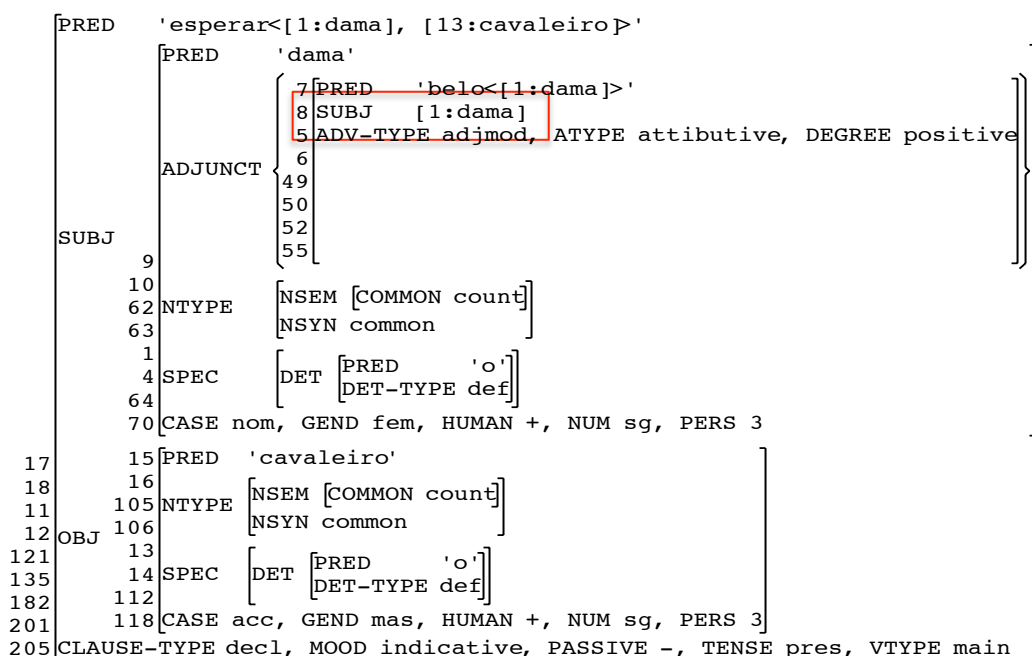 PRED 'esperar<[1:dama], [13:cavaleiro]>'
PRED 'dama'
7 PRED 'belo<[1:dama]>'
8 SUBJ [1:dama]
5 ADV-TYPE adjmod, ATYPE attibutive, DEGREE positive
6
ADJUNCT
49
50
52
SUBJ
55
9
10
NSEM [COMMON count]
62 NTYPE
63 NSYN common
1
PRED 'o'
4 SPEC [DET
DET-TYPE def
64
70 CASE nom, GEND fem, HUMAN +, NUM sg, PERS 3
17 15 PRED 'cavaleiro'
18 16 NSEM [COMMON count]
11 105 NTYPE
12 106 NSYN common
OBJ
121 13 PRED 'o'
135 14 SPEC [DET
DET-TYPE def
182 112
201 118 CASE acc, GEND mas, HUMAN +, NUM sg, PERS 3
205 CLAUSE-TYPE decl, MOOD indicative, PASSIVE -, TENSE pres, VTYPE main